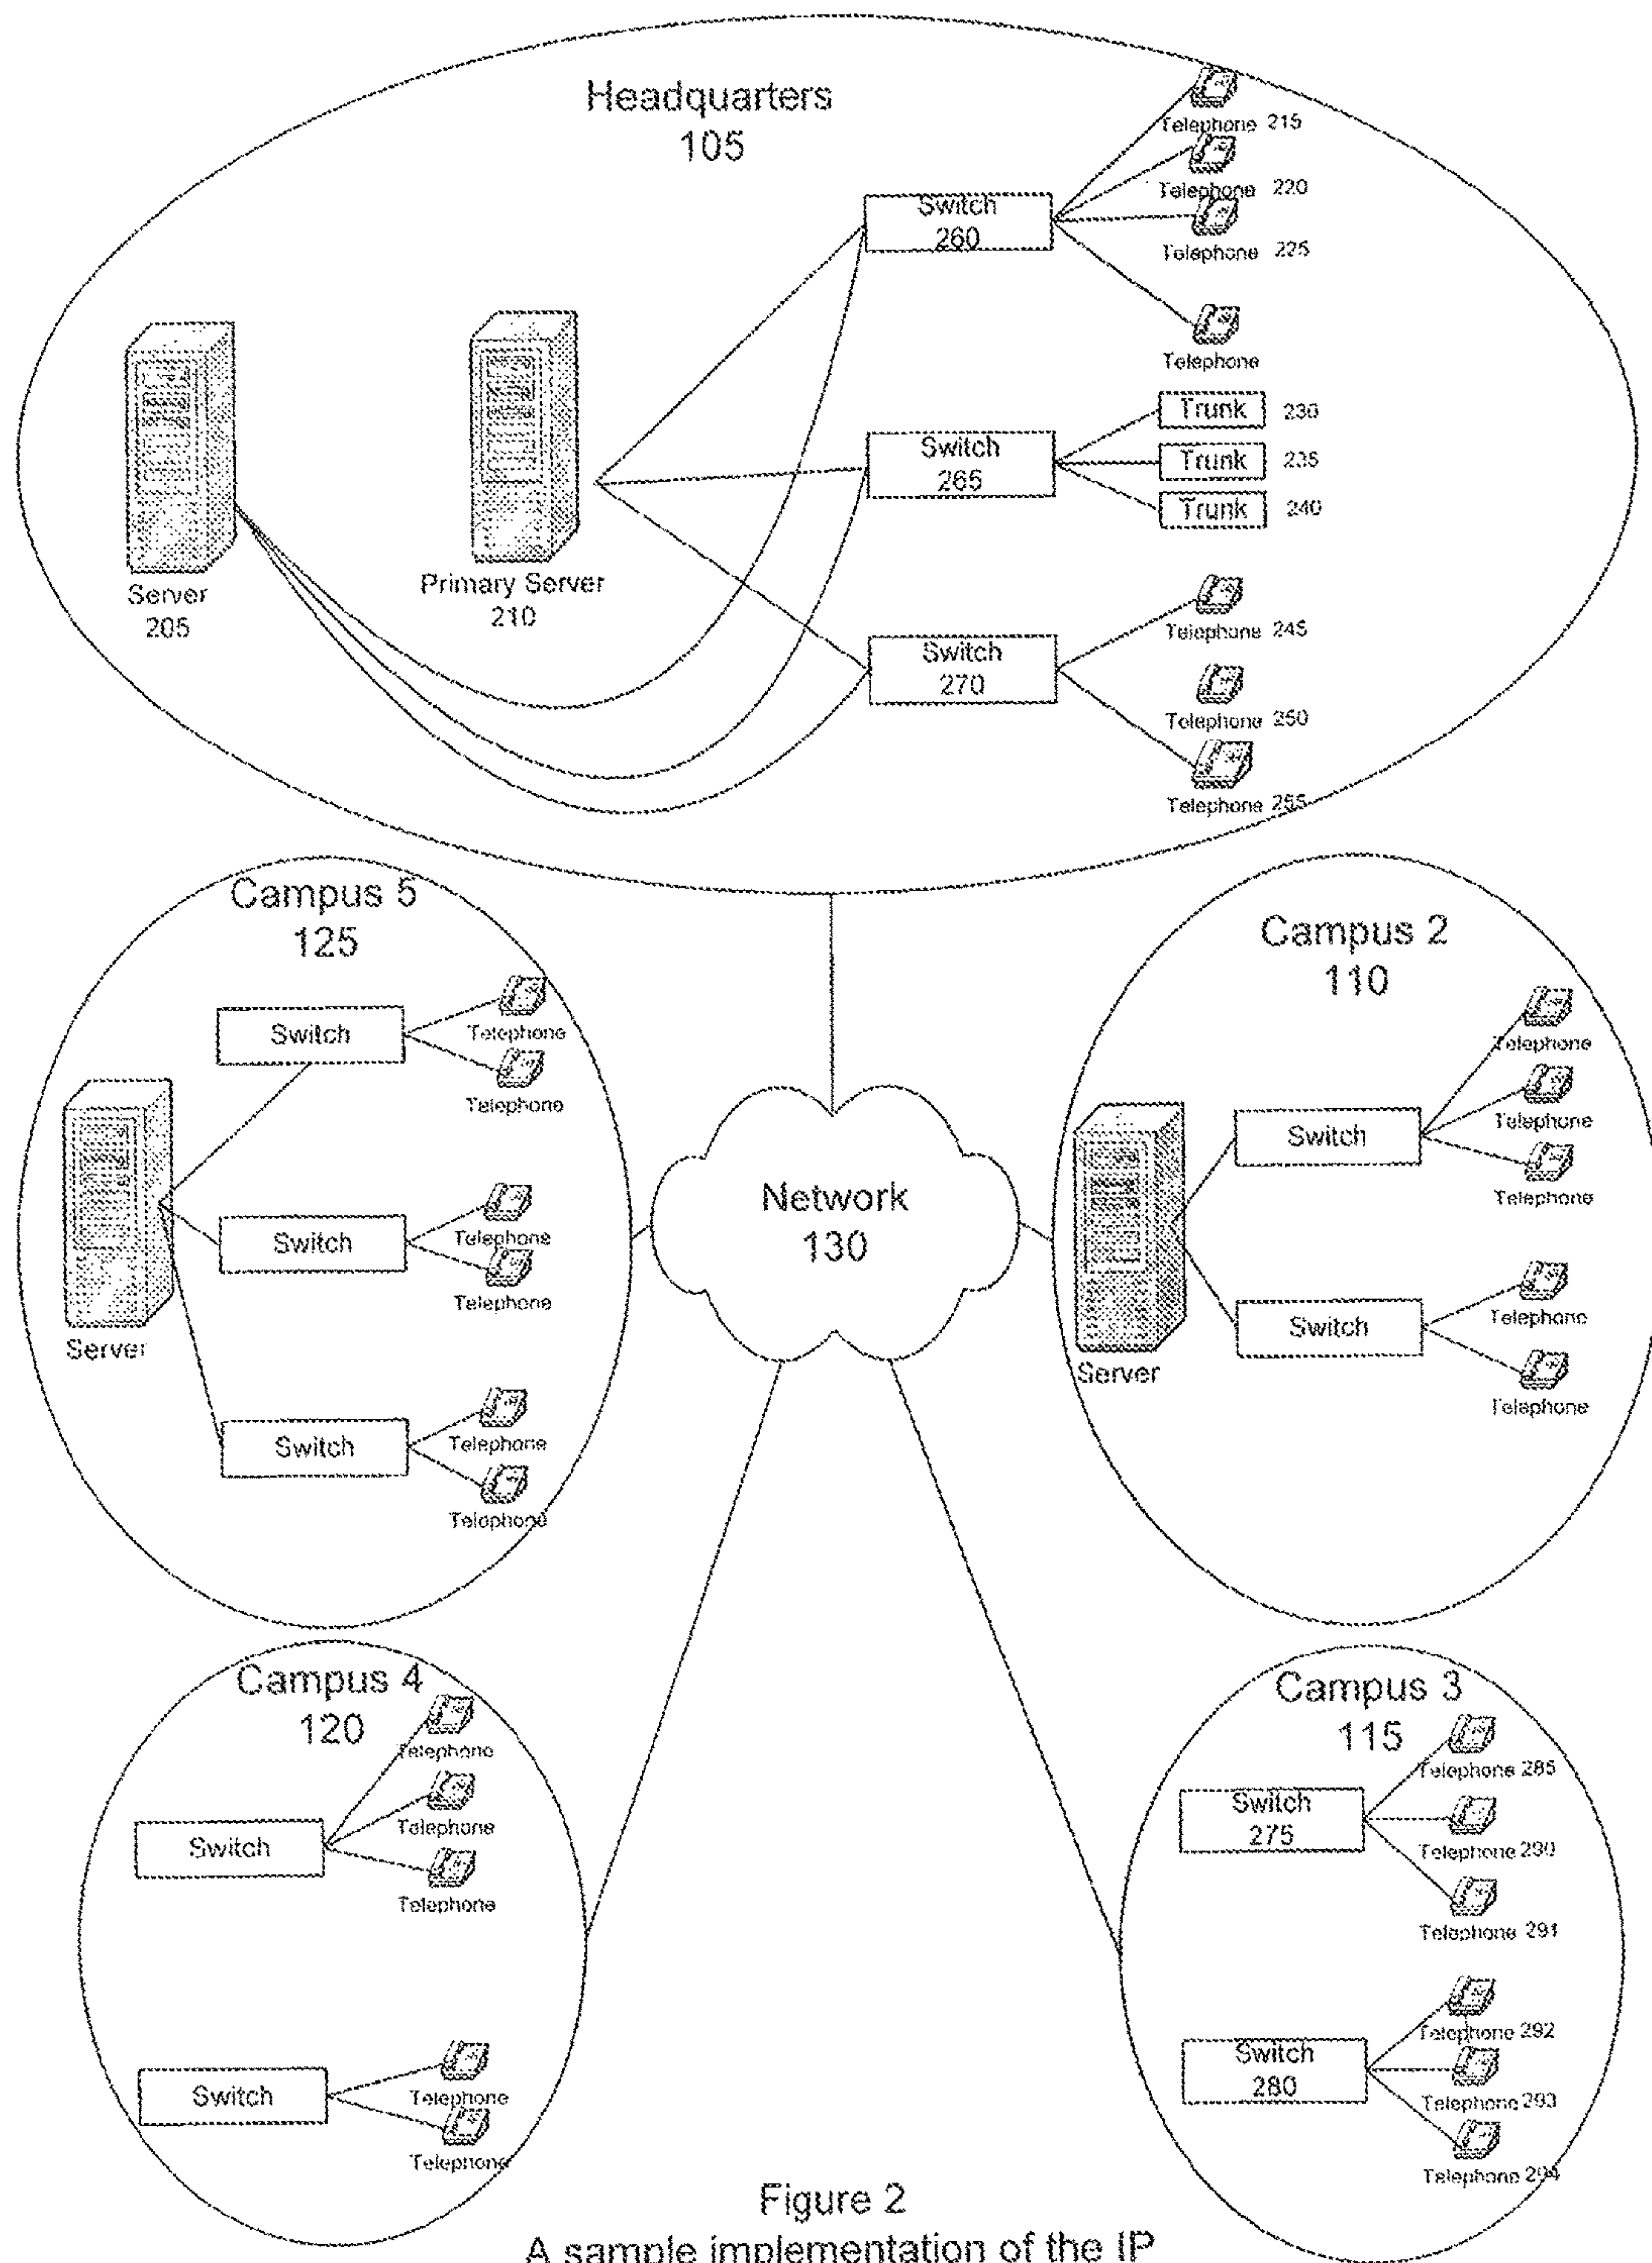 Headquarters
105
Telephone 215
Telephone 220
Telephone 225
Telephone
Switch
260
Switch
265
Trunk 230
Trunk 235
Trunk 240
Server
205
Primary Server
210
Switch
270
Telephone 245
Telephone 250
Telephone 255
Campus 5
125
Switch
Telephone
Telephone
Switch
Telephone
Telephone
Server
Switch
Telephone
Telephone
Network
130
Campus 2
110
Telephone
Telephone
Telephone
Switch
Switch
Telephone
Telephone
Server
Campus 4
120
Telephone
Telephone
Telephone
Switch
Switch
Telephone
Telephone
Campus 3
115
Telephone 285
Switch
275
Telephone 290
Telephone 291
Telephone 292
Switch
280
Telephone 293
Telephone 294
Figure 2
A sample implementation of the IP